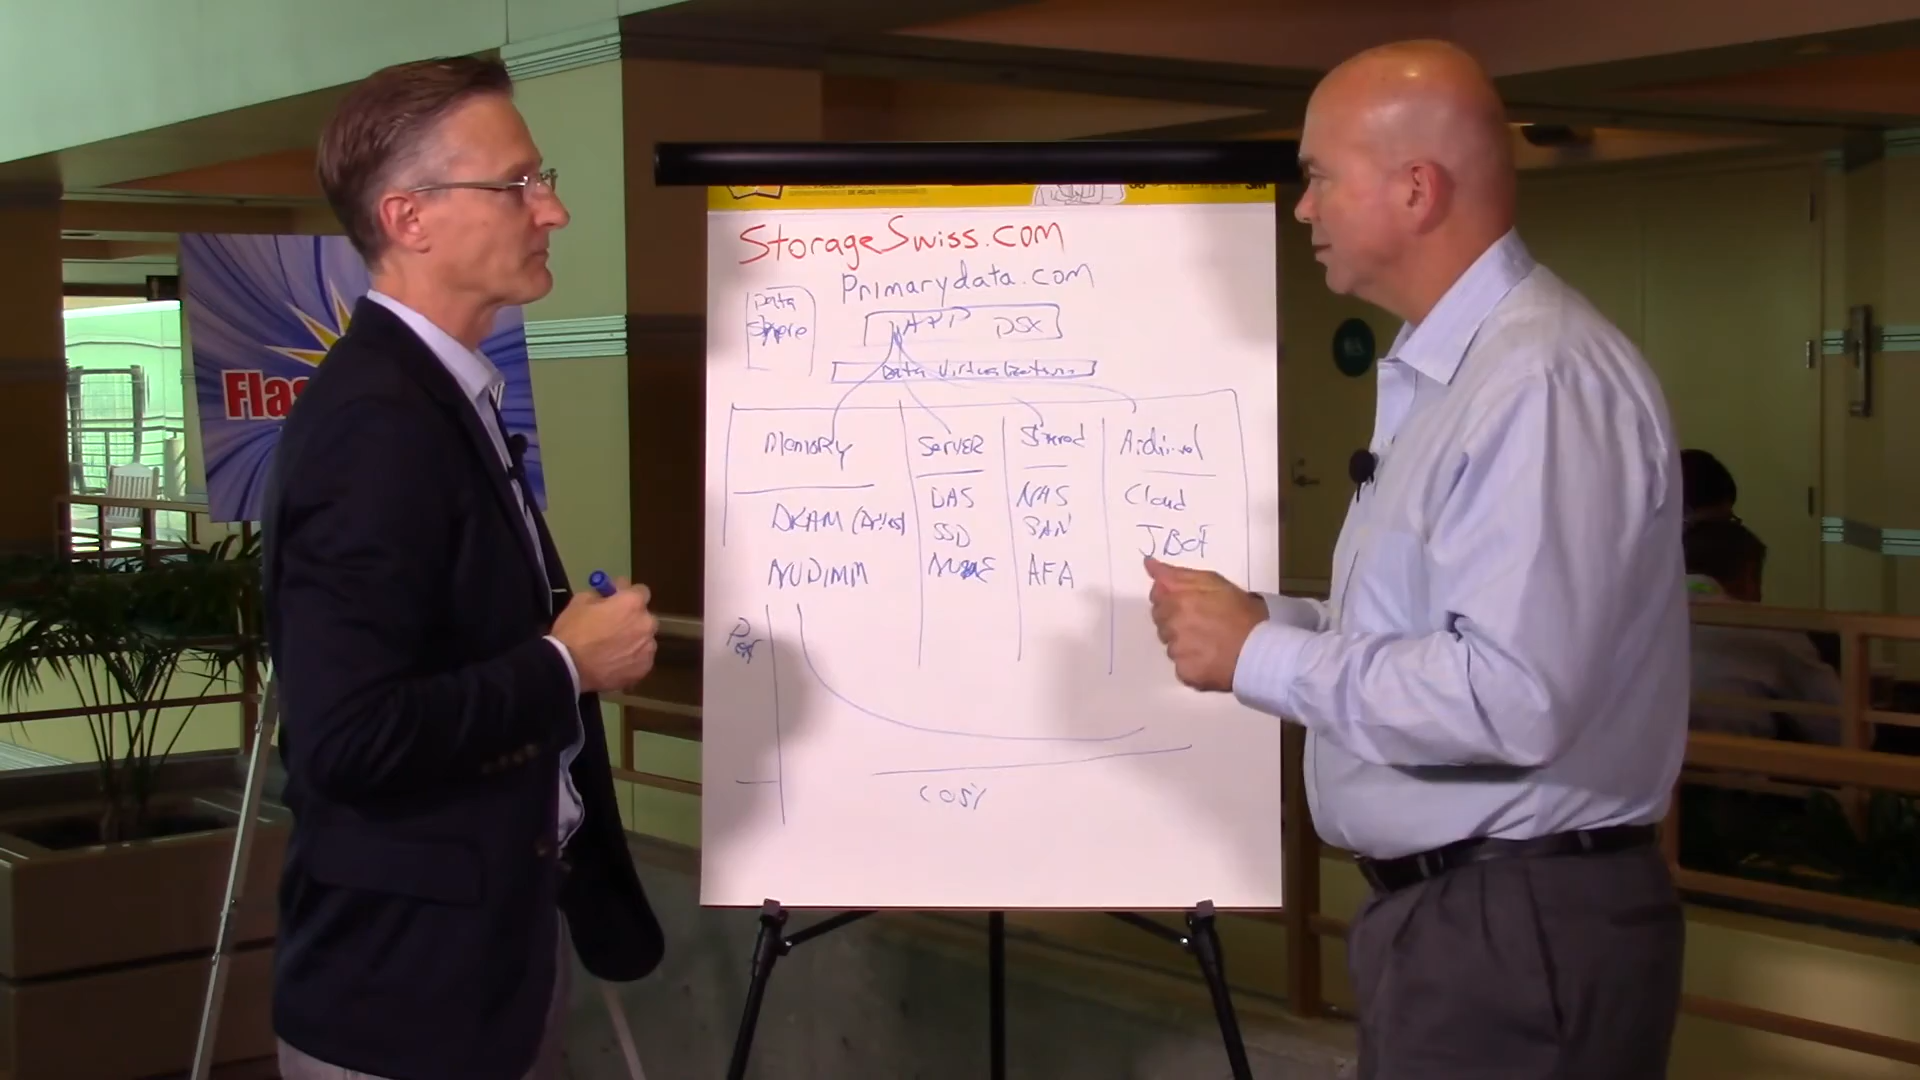 StorageSwiss.com
Primarydata.com
Data
Sphere
APP DSX
Data Virtualization
Memory
Server
Shared
Archival
DRAM
DAS
NAS
Cloud
SSD
SAN
NVDIMM
AFA
Perf
Cost
Flas